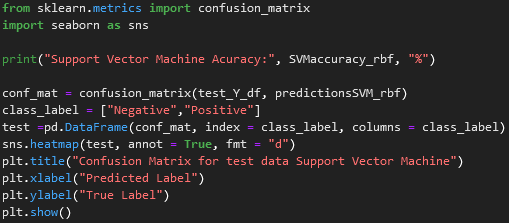 from sklearn.metrics import confusion_matrix
import seaborn as sns
print("Support Vector Machine Acuracy:", SVMaccuracy_rbf, "%")
conf_mat = confusion_matrix(test_Y_df, predictionsSVM_rbf)
class_label = ["Negative","Positive"]
test =pd.DataFrame(conf_mat, index = class_label, columns = class_label)
sns.heatmap(test, annot = True, fmt = "d")
plt.title("Confusion Matrix for test data Support Vector Machine")
plt.xlabel("Predicted Label")
plt.ylabel("True Label")
plt.show()